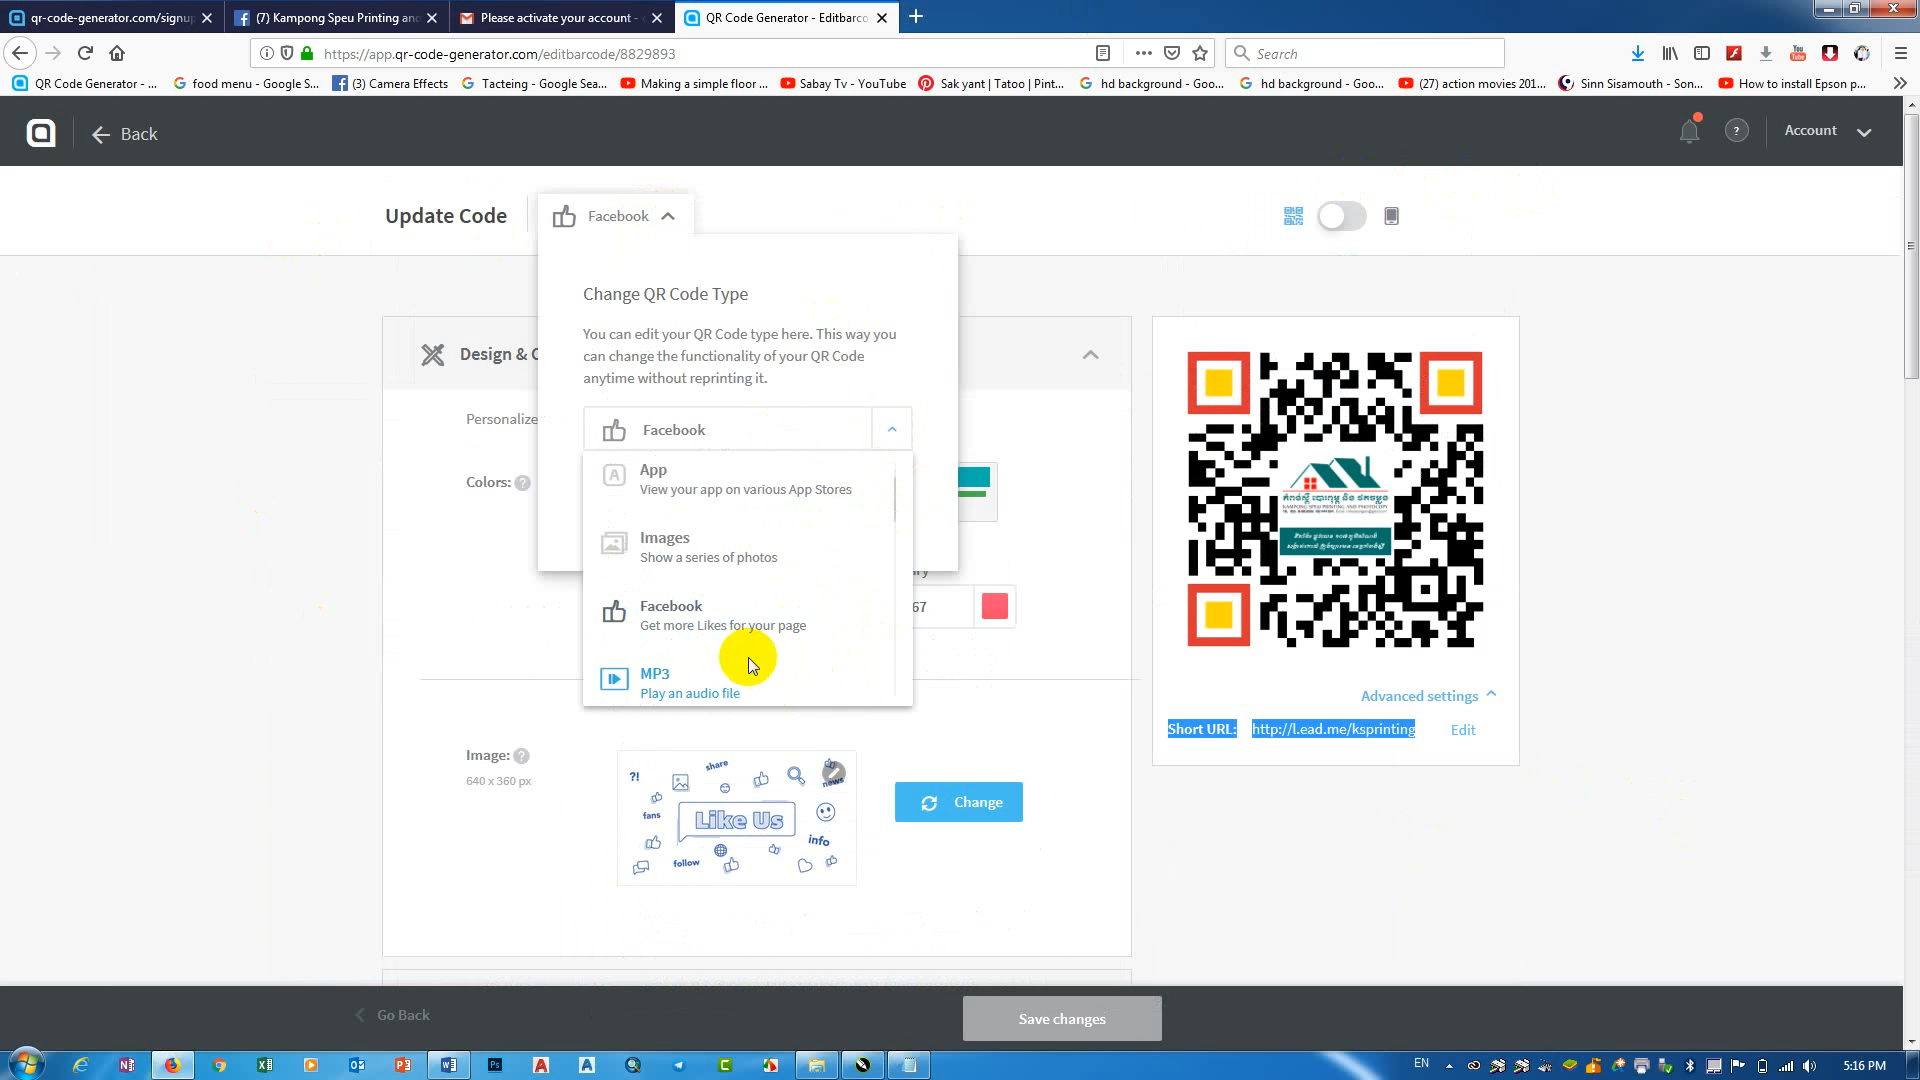 qr-code-generator.com/signup
(7) Kampong Speu Printing and
Please activate your account -
QR Code Generator - Editbarco
https://app.qr-code-generator.com/editbarcode/8829893
Search
QR Code Generator - ...
food menu - Google S...
(3) Camera Effects
Tacteing - Google Sea...
Making a simple floor ...
Sabay Tv - YouTube
Sak yant | Tatoo | Pint...
hd background - Goo...
hd background - Goo...
(27) action movies 201...
Sinn Sisamouth - Son...
How to install Epson p...
Back
Account
Update Code
Facebook
Change QR Code Type
You can edit your QR Code type here. This way you
can change the functionality of your QR Code
anytime without reprinting it.
Facebook
Design & C
Personalize
Colors:
App
View your app on various App Stores
Images
Show a series of photos
Facebook
Get more Likes for your page
MP3
Play an audio file
67
KAMPONG SPEU PRINTING AND PHOTOCOPY
Advanced settings
Short URL: http://l.ead.me/ksprinting Edit
Image:
640 x 360 px
?!
share
news
fans
Like Us
info
follow
Change
Go Back
Save changes
EN
5:16 PM